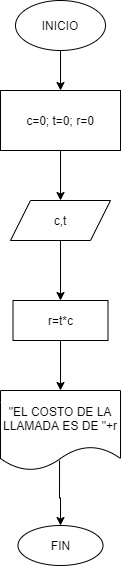 INICIO
c=0; t=0; r=0
c,t
r=t*c
"EL COSTO DE LA
LLAMADA ES DE "+r
FIN